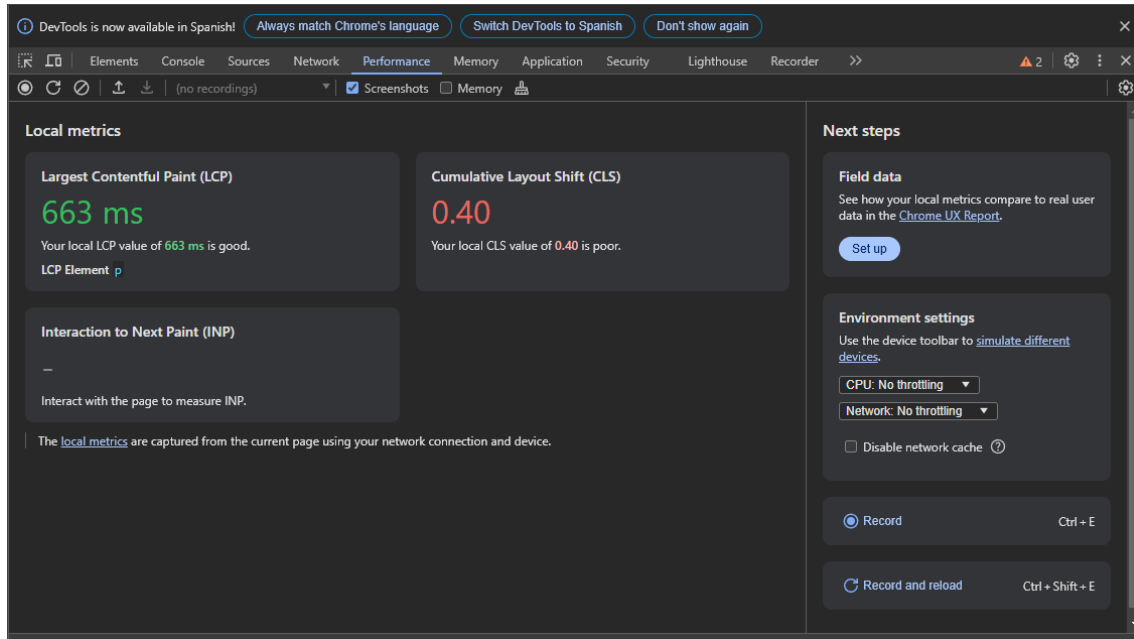 DevTools is now available in Spanish! Always match Chrome's language Switch DevTools to Spanish Don't show again
Elements Console Sources Network Performance Memory Application Security Lighthouse Recorder 2
(no recordings) Screenshots Memory
Local metrics
Largest Contentful Paint (LCP)
663 ms
Your local LCP value of 663 ms is good.
LCP Element p
Cumulative Layout Shift (CLS)
0.40
Your local CLS value of 0.40 is poor.
Interaction to Next Paint (INP)
–
Interact with the page to measure INP.
The local metrics are captured from the current page using your network connection and device.
Next steps
Field data
See how your local metrics compare to real user
data in the Chrome UX Report.
Set up
Environment settings
Use the device toolbar to simulate different
devices.
CPU: No throttling
Network: No throttling
Disable network cache
Record Ctrl + E
Record and reload Ctrl + Shift + E